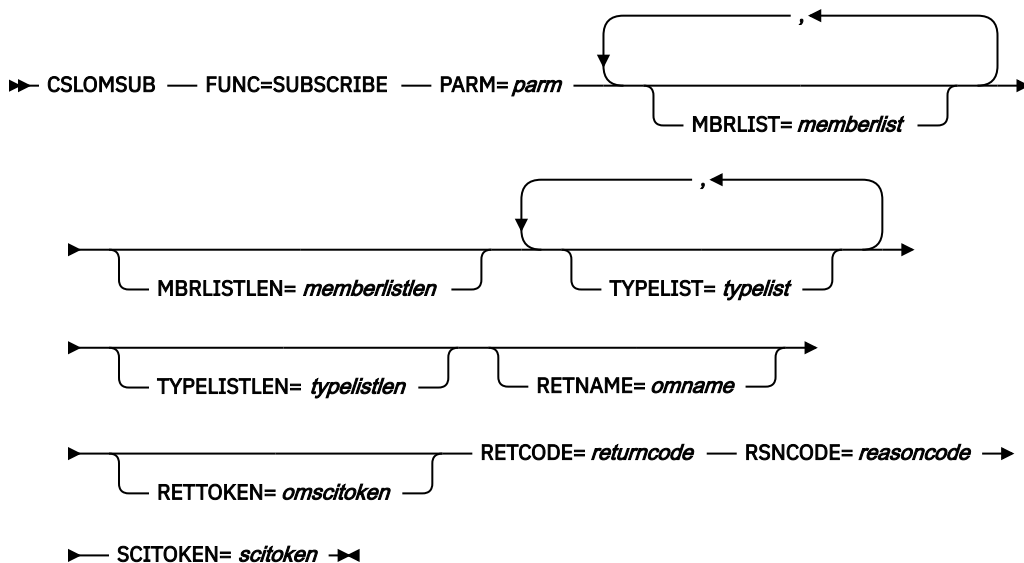 ,
CSLOMSUB FUNC=SUBSCRIBE PARM= parm
MBRLIST= memberlist
,
MBRLISTLEN= memberlistlen TYPELIST= typelist
TYPELISTLEN= typelistlen RETNAME= omname
RETCODE= returncode RSNCODE= reasoncode
RETTOKEN= omscitoken
SCITOKEN= scitoken